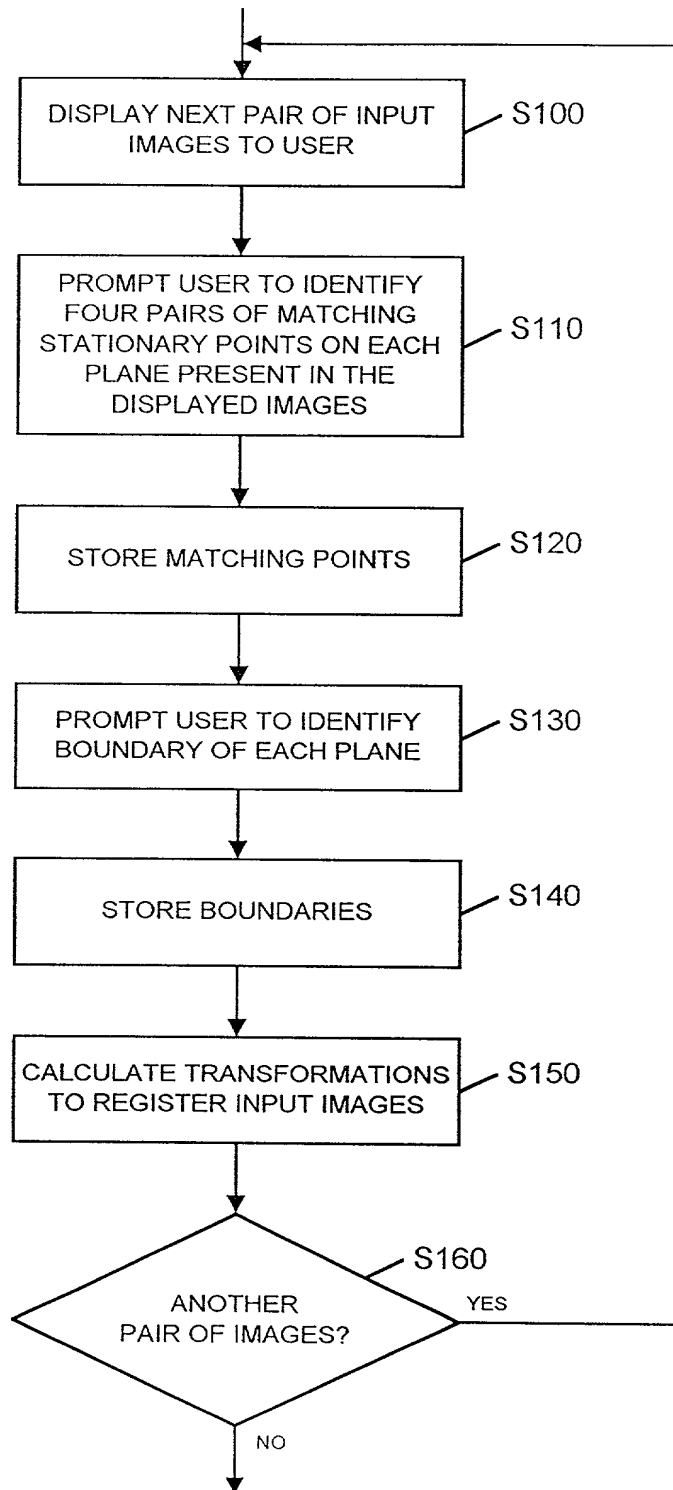 DISPLAY NEXT PAIR OF INPUT
IMAGES TO USER
S100
PROMPT USER TO IDENTIFY
FOUR PAIRS OF MATCHING
STATIONARY POINTS ON EACH
PLANE PRESENT IN THE
DISPLAYED IMAGES
S110
STORE MATCHING POINTS
S120
PROMPT USER TO IDENTIFY
BOUNDARY OF EACH PLANE
S130
STORE BOUNDARIES
S140
CALCULATE TRANSFORMATIONS
TO REGISTER INPUT IMAGES
S150
ANOTHER
PAIR OF IMAGES?
S160
YES
NO